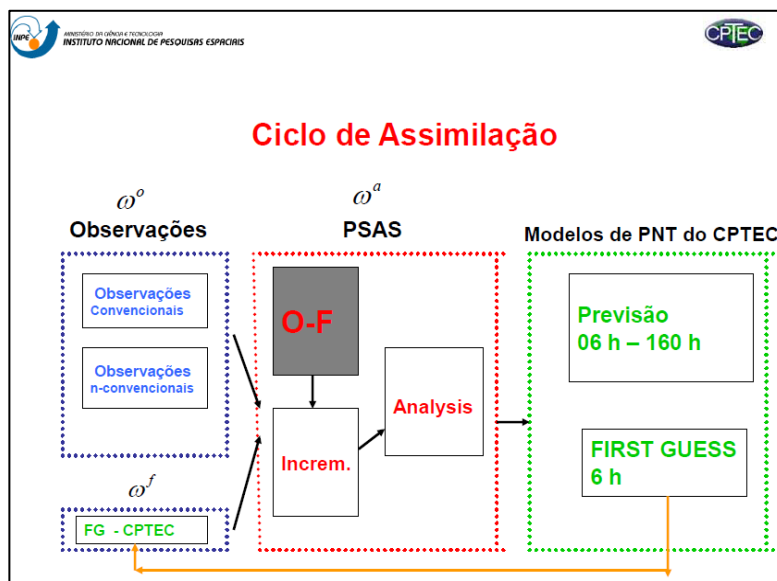 INPE
MINISTÉRIO DA CIÊNCIA E TECNOLOGIA
INSTITUTO NACIONAL DE PESQUISAS ESPACIAIS
CPTEC
Ciclo de Assimilação
ω^o
Observações
ω^a
PSAS
Modelos de PNT do CPTEC
Observações
Convencionais
Observações
n-convencionais
O-F
Increm.
Analysis
Previsão
06 h – 160 h
FIRST GUESS
6 h
ω^f
FG - CPTEC